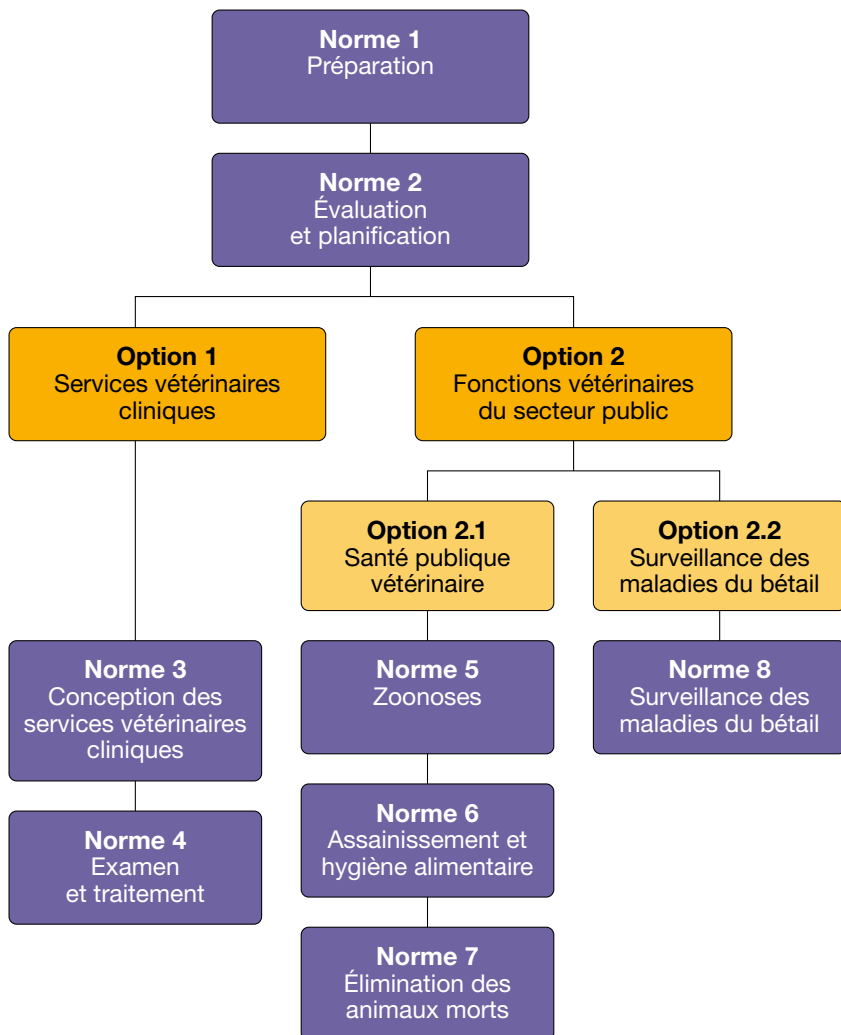 Norme 1
Préparation
Norme 2
Évaluation
et planification
Option 1
Services vétérinaires
cliniques
Option 2
Fonctions vétérinaires
du secteur public
Option 2.1
Santé publique
vétérinaire
Option 2.2
Surveillance des
maladies du bétail
Norme 3
Conception des
services vétérinaires
cliniques
Norme 5
Zoonoses
Norme 8
Surveillance des
maladies du bétail
Norme 4
Examen
et traitement
Norme 6
Assainissement et
hygiène alimentaire
Norme 7
Élimination des
animaux morts